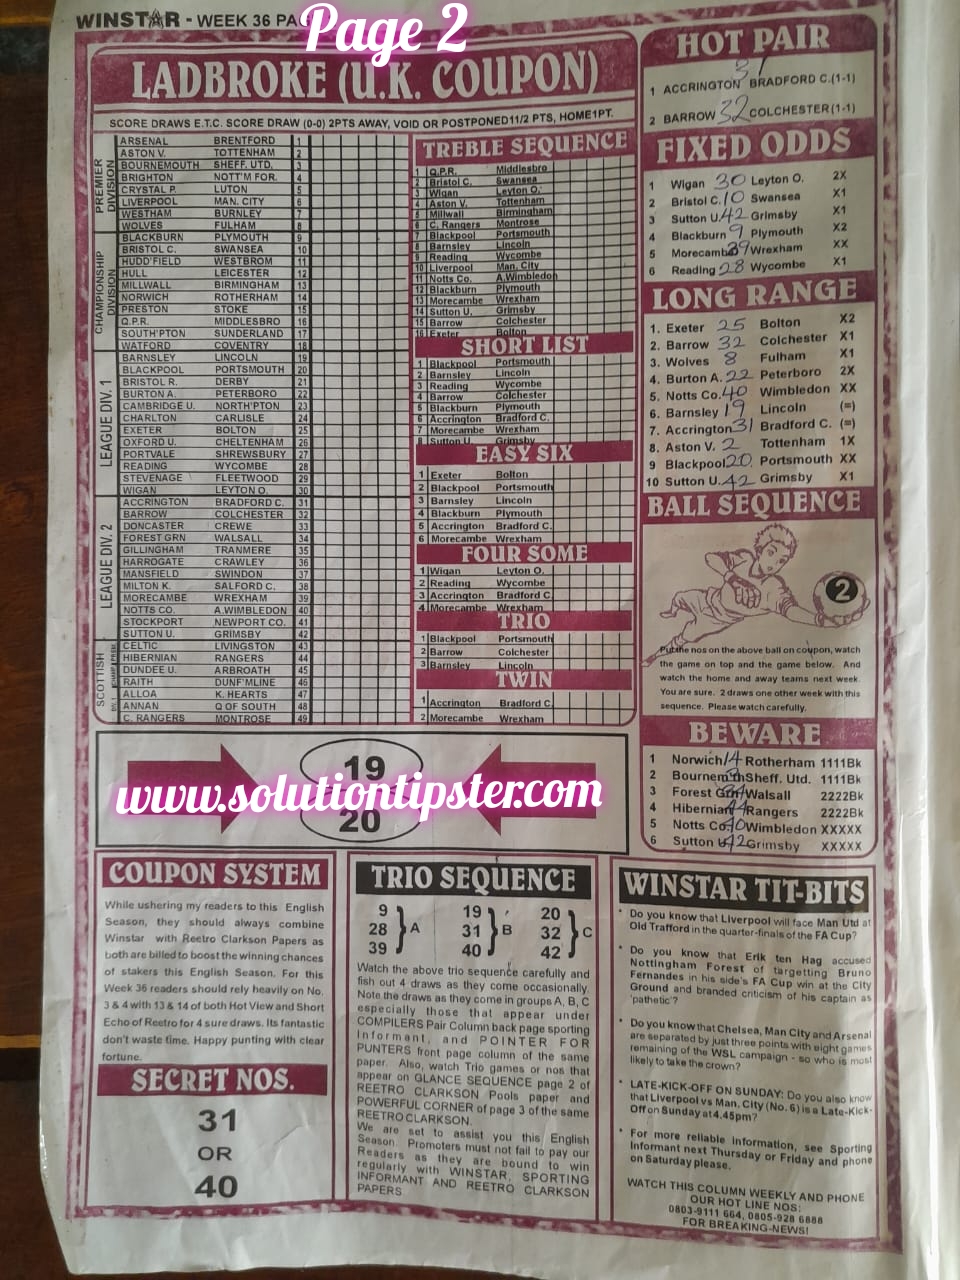 WINSTAR - WEEK 36 PAG
Page 2
LADBROKE (U.K. COUPON)
SCORE DRAWS E.T.C. SCORE DRAW (0-0) 2PTS AWAY, VOID OR POSTPONED 11/2 PTS, HOME 1PT.
PREMIER DIVISION
ARSENAL BRENTFORD 1
ASTON V. TOTTENHAM 2
BOURNEMOUTH SHEFF. UTD. 3
BRIGHTON NOTT'M FOR. 4
CRYSTAL P. LUTON 5
LIVERPOOL MAN. CITY 6
WESTHAM BURNLEY 7
WOLVES FULHAM 8
CHAMPIONSHIP DIVISION
BLACKBURN PLYMOUTH 9
BRISTOL C. SWANSEA 10
HUDD'FIELD WESTBROM 11
HULL LEICESTER 12
MILLWALL BIRMINGHAM 13
NORWICH ROTHERHAM 14
PRESTON STOKE 15
Q.P.R. MIDDLESBRO 16
SOUTH'PTON SUNDERLAND 17
WATFORD COVENTRY 18
LEAGUE DIV. 1
BARNSLEY LINCOLN 19
BLACKPOOL PORTSMOUTH 20
BRISTOL R. DERBY 21
BURTON A. PETERBORO 22
CAMBRIDGE U. NORTH'PTON 23
CHARLTON CARLISLE 24
EXETER BOLTON 25
OXFORD U. CHELTENHAM 26
PORTVALE SHREWSBURY 27
READING WYCOMBE 28
STEVENAGE FLEETWOOD 29
WIGAN LEYTON O. 30
LEAGUE DIV. 2
ACCRINGTON BRADFORD C. 31
BARROW COLCHESTER 32
DONCASTER CREWE 33
FOREST GRN WALSALL 34
GILLINGHAM TRANMERE 35
HARROGATE CRAWLEY 36
MANSFIELD SWINDON 37
MILTON K. SALFORD C. 38
MORECAMBE WREXHAM 39
NOTTS CO. A.WIMBLEDON 40
STOCKPORT NEWPORT CO. 41
SUTTON U. GRIMSBY 42
SCOTTISH
CELTIC LIVINGSTON 43
HIBERNIAN RANGERS 44
DUNDEE U. ARBROATH 45
RAITH DUNF'MLINE 46
ALLOA K. HEARTS 47
ANNAN Q OF SOUTH 48
C. RANGERS MONTROSE 49
TREBLE SEQUENCE
1 Q.P.R. Middlesbro
2 Bristol C. Swansea
3 Wigan Leyton O.
4 Aston V. Tottenham
5 Millwall Birmingham
6 C. Rangers Montrose
7 Blackpool Portsmouth
8 Barnsley Lincoln
9 Reading Wycombe
10 Liverpool Man. City
11 Notts Co. A.Wimbledon
12 Blackburn Plymouth
13 Morecambe Wrexham
14 Sutton U. Grimsby
15 Barrow Colchester
16 Exeter Bolton
SHORT LIST
1 Blackpool Portsmouth
2 Barnsley Lincoln
3 Reading Wycombe
4 Barrow Colchester
5 Blackburn Plymouth
6 Accrington Bradford C.
7 Morecambe Wrexham
8 Sutton U. Grimsby
EASY SIX
1 Exeter Bolton
2 Blackpool Portsmouth
3 Barnsley Lincoln
4 Blackburn Plymouth
5 Accrington Bradford C.
6 Morecambe Wrexham
FOUR SOME
1 Wigan Leyton O.
2 Reading Wycombe
3 Accrington Bradford C.
4 Morecambe Wrexham
TRIO
1 Blackpool Portsmouth
2 Barrow Colchester
3 Barnsley Lincoln
TWIN
1 Accrington Bradford C.
2 Morecambe Wrexham
HOT PAIR
1 ACCRINGTON 31 BRADFORD C.(1-1)
2 BARROW 32 COLCHESTER(1-1)
FIXED ODDS
1 Wigan 30 Leyton O. 2X
2 Bristol C. 10 Swansea X1
3 Sutton U. 42 Grimsby X1
4 Blackburn 9 Plymouth X2
5 Morecamb 39 Wrexham XX
6 Reading 28 Wycombe X1
LONG RANGE
1. Exeter 25 Bolton X2
2. Barrow 32 Colchester X1
3. Wolves 8 Fulham X1
4. Burton A. 22 Peterboro 2X
5. Notts Co. 40 Wimbledon XX
6. Barnsley 19 Lincoln (=)
7. Accrington 31 Bradford C. (=)
8. Aston V. 2 Tottenham 1X
9 Blackpool 20 Portsmouth XX
10 Sutton U. 42 Grimsby X1
BALL SEQUENCE
2
Put the nos on the above ball on coupon, watch
the game on top and the game below. And
watch the home and away teams next week.
You are sure. 2 draws one other week with this
sequence. Please watch carefully.
BEWARE
1 Norwich 14 Rotherham 1111Bk
2 Bournem'th 3 Sheff. Utd. 1111Bk
3 Forest Grn 34 Walsall 2222Bk
4 Hibernian 44 Rangers 2222Bk
5 Notts Co. 40 Wimbledon XXXXX
6 Sutton U. 42 Grimsby XXXXX
19
www.solutiontipster.com
20
COUPON SYSTEM
While ushering my readers to this English
Season, they should always combine
Winstar with Reetro Clarkson Papers as
both are billed to boost the winning chances
of stakers this English Season. For this
Week 36 readers should rely heavily on No.
3 & 4 with 13 & 14 of both Hot View and Short
Echo of Reetro for 4 sure draws. Its fantastic
don't waste time. Happy punting with clear
fortune.
SECRET NOS.
31
OR
40
TRIO SEQUENCE
9 19 20
28 A 31 B 32 C
39 40 42
Watch the above trio sequence carefully and
fish out 4 draws as they come occasionally.
Note the draws as they come in groups A, B, C
especially those that appear under
COMPILERS Pair Column back page sporting
Informant, and POINTER FOR
PUNTERS front page column of the same
paper. Also, watch Trio games or nos that
appear on GLANCE SEQUENCE page 2 of
REETRO CLARKSON Pools paper and
POWERFUL CORNER of page 3 of the same
REETRO CLARKSON.
We are set to assist you this English
Season. Promoters must not fail to pay our
Readers as they are bound to win
regularly with WINSTAR, SPORTING
INFORMANT AND REETRO CLARKSON
PAPERS
WINSTAR TIT-BITS
* Do you know that Liverpool will face Man Utd at
Old Trafford in the quarter-finals of the FA Cup?
* Do you know that Erik ten Hag accused
Nottingham Forest of targetting Bruno
Fernandes in his side's FA Cup win at the City
Ground and branded criticism of his captain as
'pathetic'?
* Do you know that Chelsea, Man City and Arsenal
are separated by just three points with eight games
remaining of the WSL campaign - so who is most
likely to take the crown?
* LATE-KICK-OFF ON SUNDAY: Do you also know
that Liverpool vs Man. City (No. 6) is a Late-Kick-
Off on Sunday at 4.45pm?
* For more reliable information, see Sporting
Informant next Thursday or Friday and phone
on Saturday please.
WATCH THIS COLUMN WEEKLY AND PHONE
OUR HOT LINE NOS:
0803-9111 664, 0805-928 6888
FOR BREAKING-NEWS!